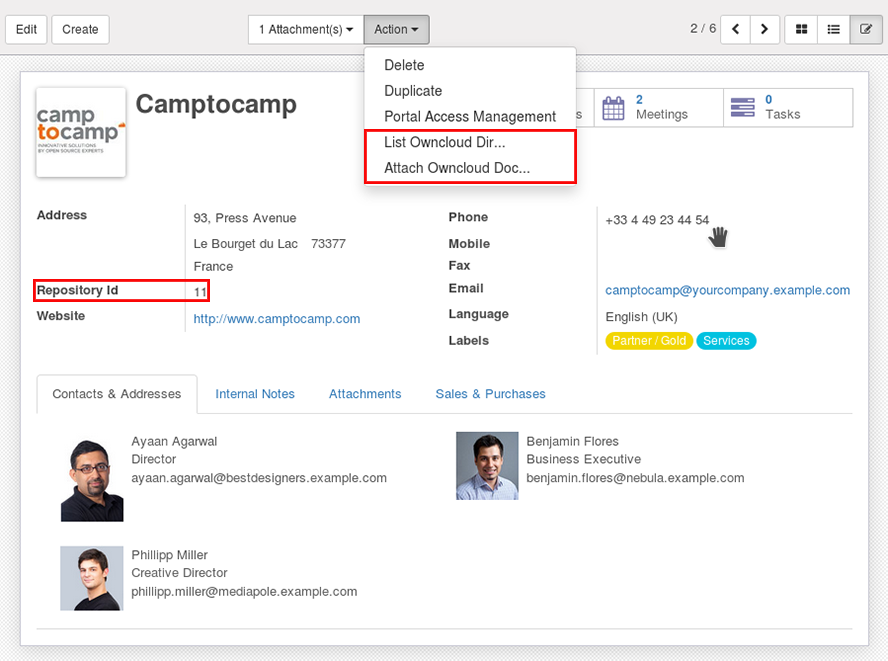 Edit Create 1 Attachment(s) Action 2 / 6
Delete
Duplicate
Portal Access Management
List Owncloud Dir...
Attach Owncloud Doc...
camp
tocamp
INNOVATIVE SOLUTIONS
BY OPEN SOURCE EXPERTS
Camptocamp
s
2
Meetings
0
Tasks
Address 93, Press Avenue
Le Bourget du Lac 73377
France
Repository Id 11
Website http://www.camptocamp.com
Phone +33 4 49 23 44 54
Mobile
Fax
Email camptocamp@yourcompany.example.com
Language English (UK)
Labels Partner / Gold Services
Contacts & Addresses Internal Notes Attachments Sales & Purchases
Ayaan Agarwal
Director
ayaan.agarwal@bestdesigners.example.com
Benjamin Flores
Business Executive
benjamin.flores@nebula.example.com
Phillipp Miller
Creative Director
phillipp.miller@mediapole.example.com